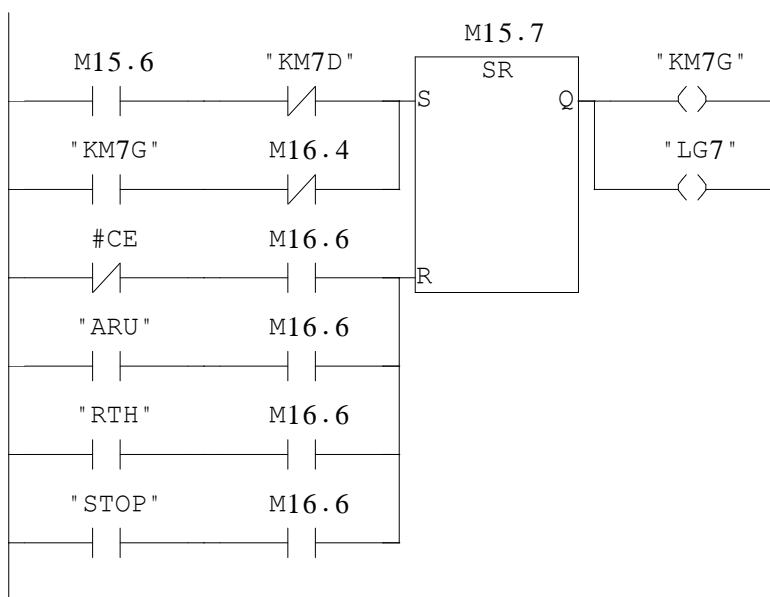 M15.7
M15.6 "KM7D" SR "KM7G"
S Q
"KM7G" M16.4 "LG7"
#CE M16.6
R
"ARU" M16.6
"RTH" M16.6
"STOP" M16.6